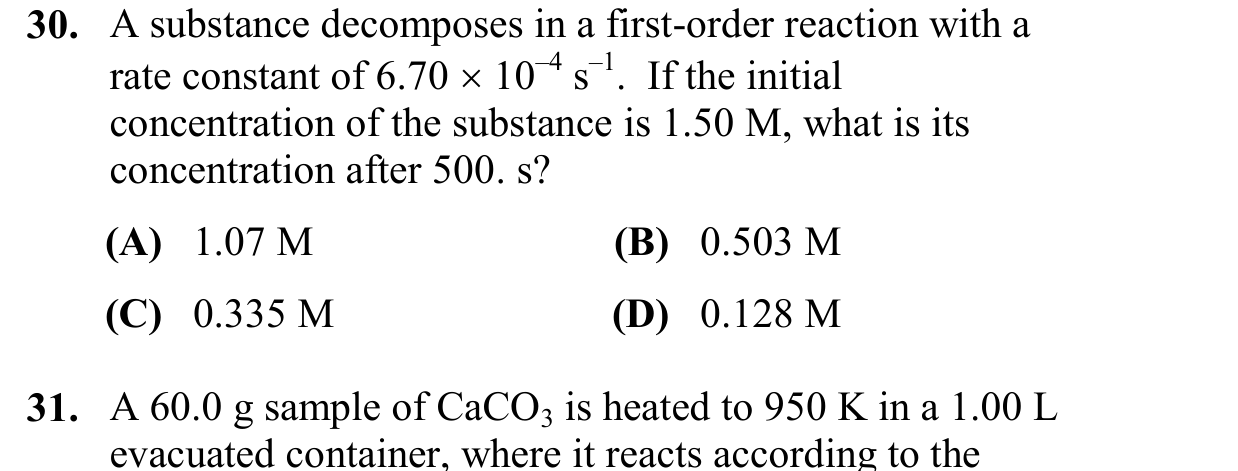 30. A substance decomposes in a first-order reaction with a
rate constant of 6.70 × 10⁻⁴ s⁻¹. If the initial
concentration of the substance is 1.50 M, what is its
concentration after 500. s?
(A) 1.07 M (B) 0.503 M
(C) 0.335 M (D) 0.128 M
31. A 60.0 g sample of CaCO₃ is heated to 950 K in a 1.00 L
evacuated container, where it reacts according to the